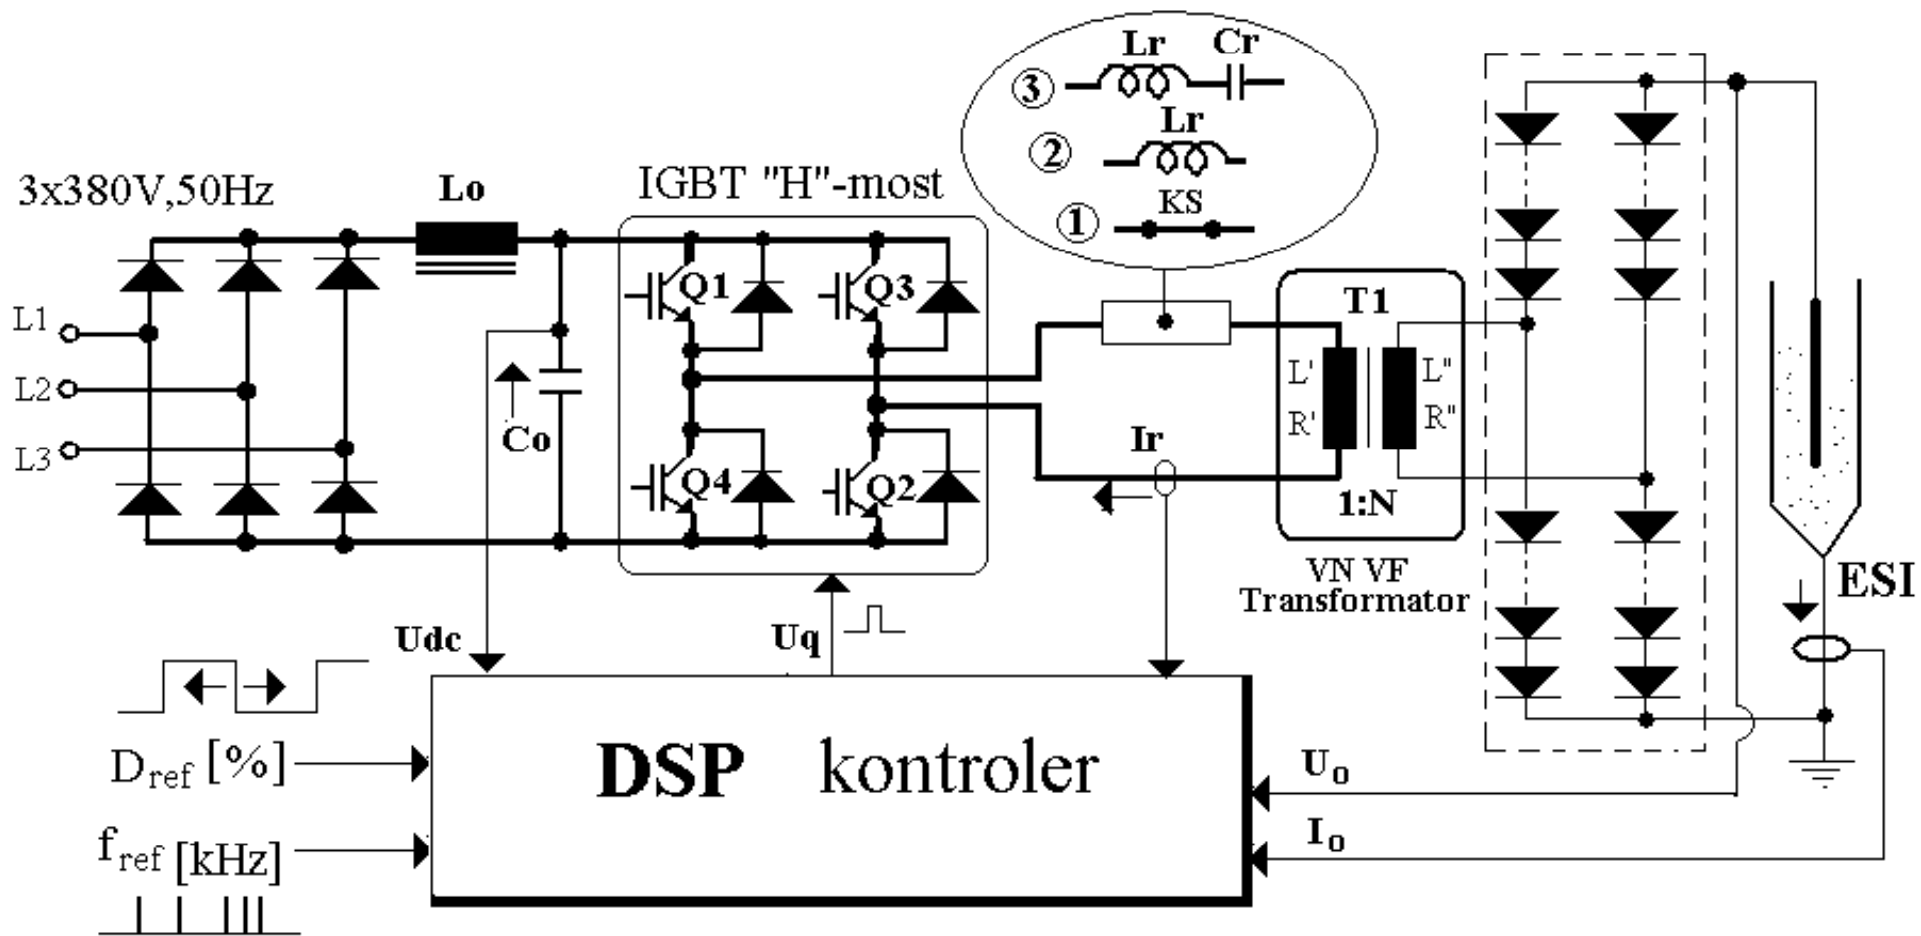 Lr Cr
3
Lr
2
KS
1
3x380V,50Hz
Lo
IGBT "H"-most
L1
L2
L3
Co
Q1
Q3
Q4
Q2
Ir
T1
L' L"
R' R"
1:N
VN VF
Transformator
ESI
Udc
Uq
Dref [%]
fref [kHz]
DSP kontroler
Uo
Io